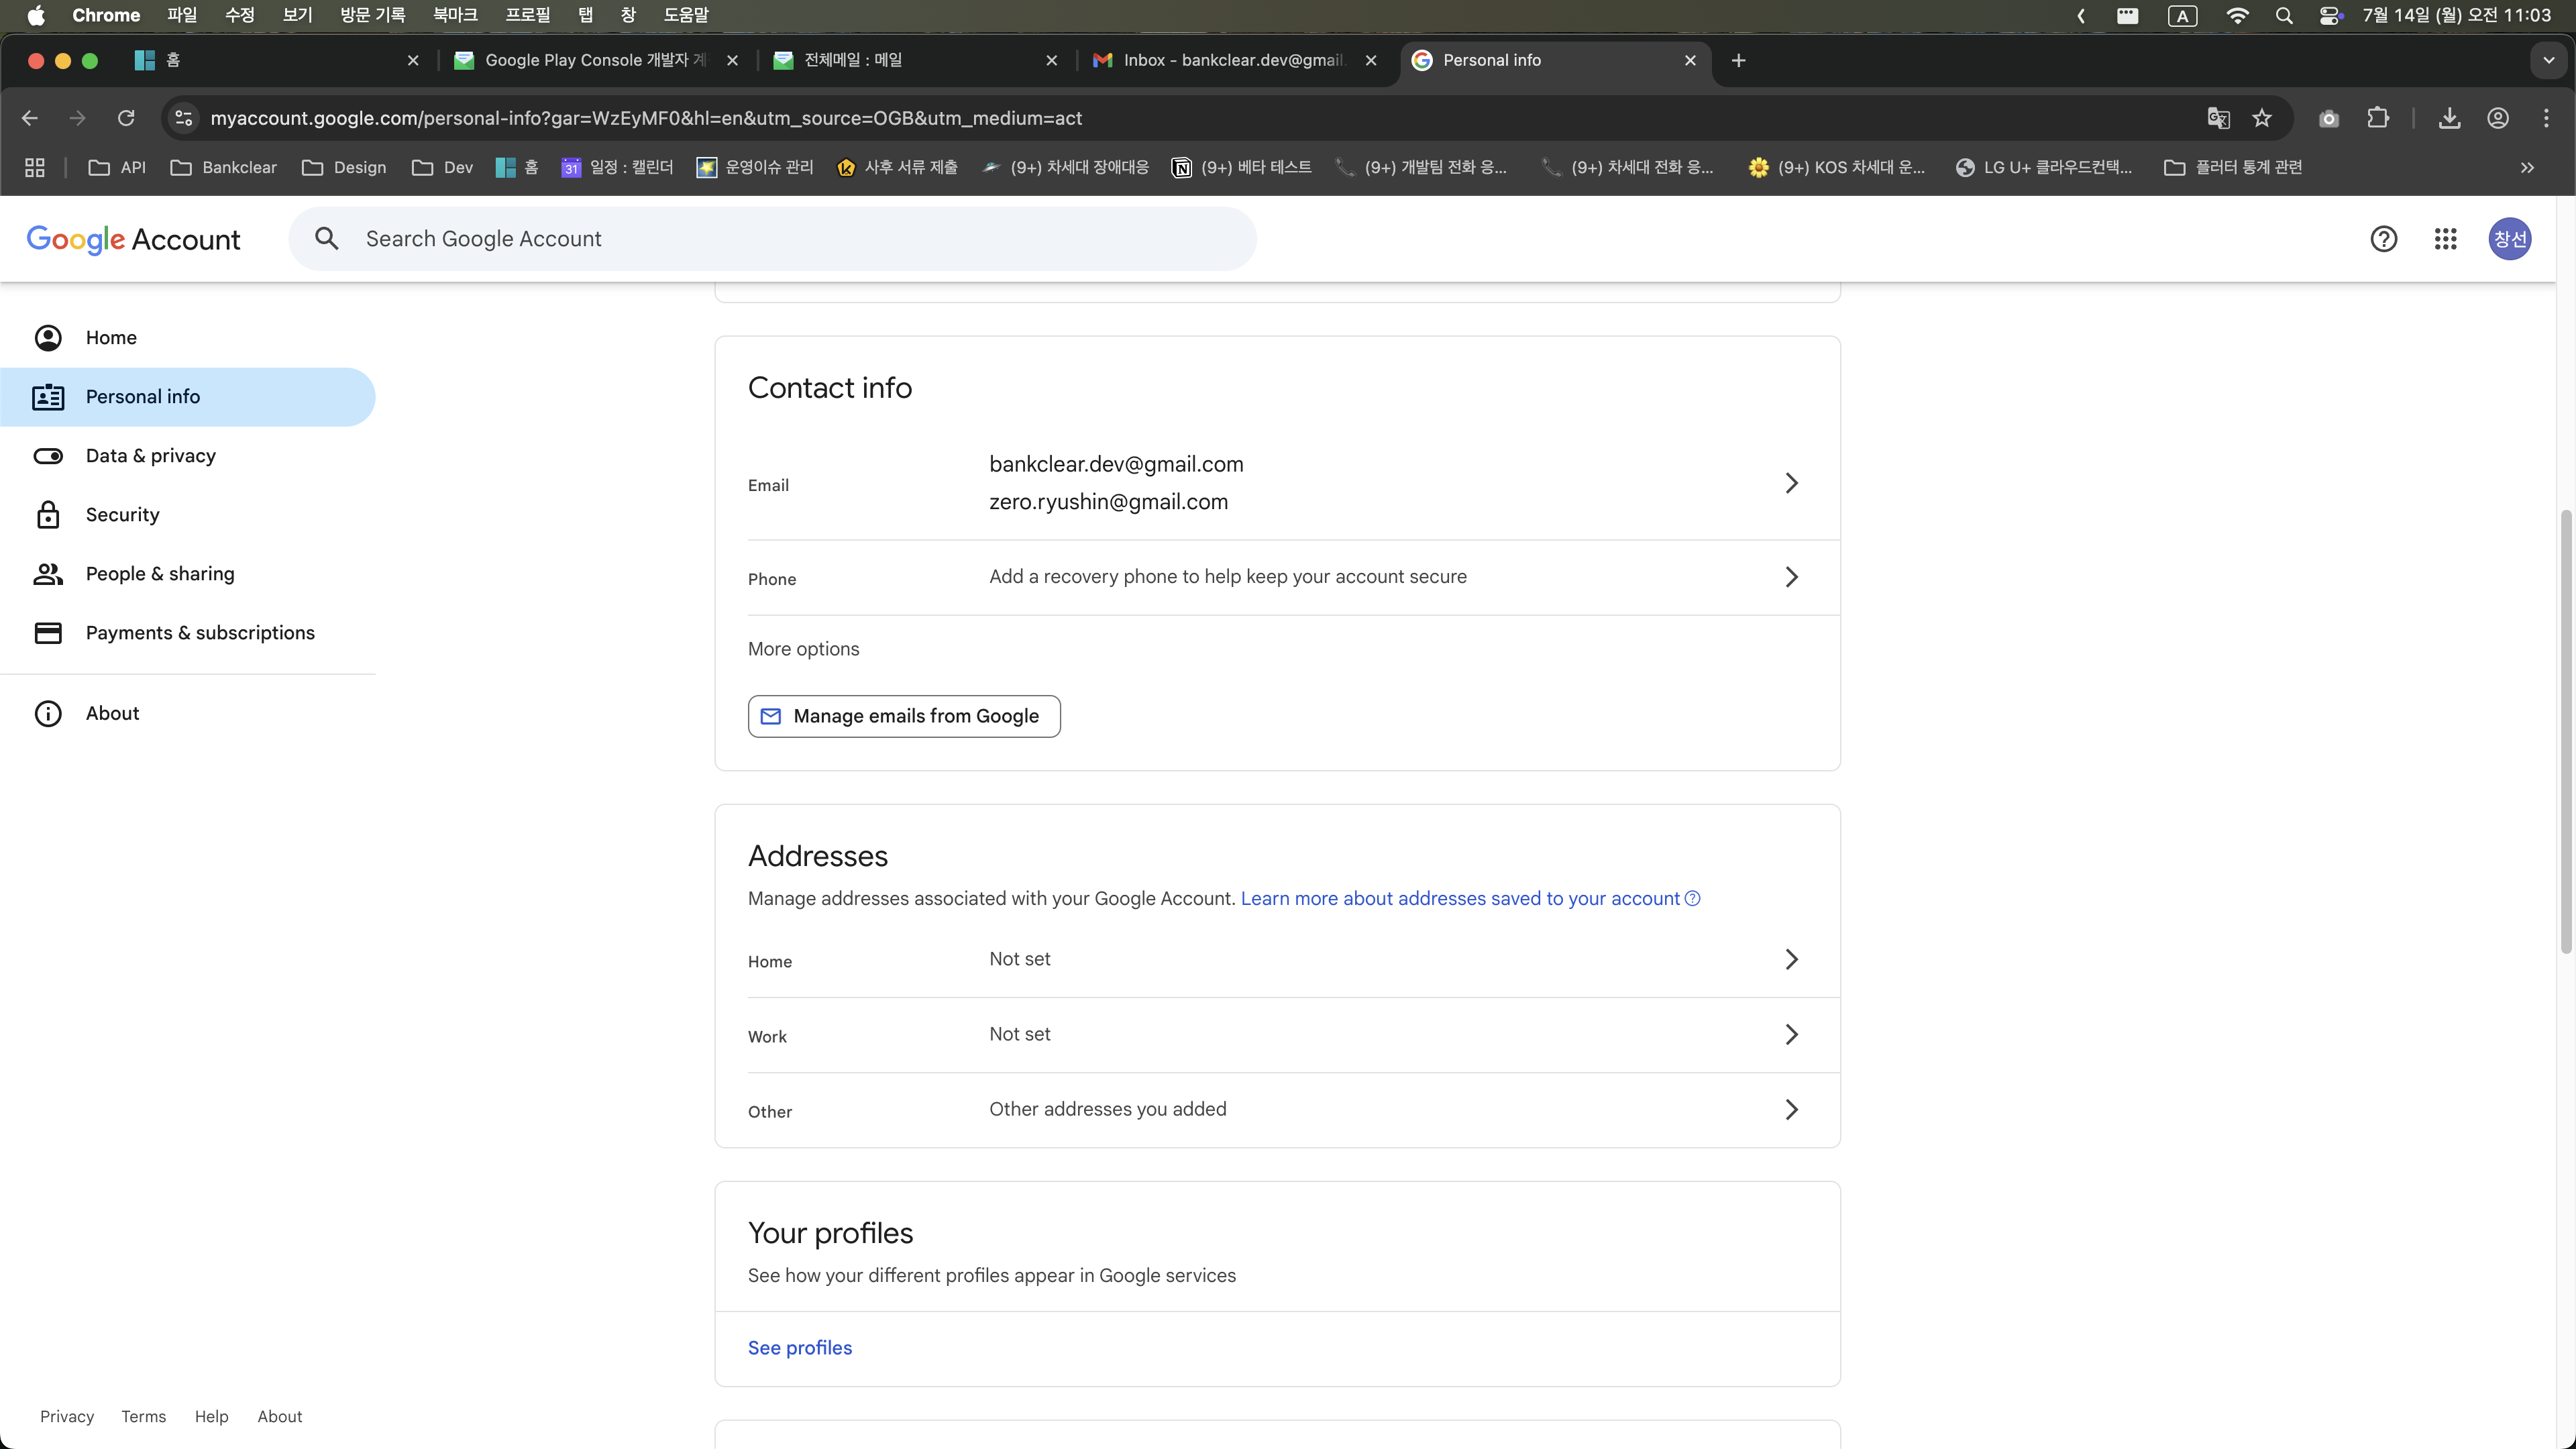 Chrome 파일 수정 보기 방문 기록 북마크 프로필 탭 창 도움말 A 7월 14일 (월) 오전 11:03
홈 Google Play Console 개발자 계 전체메일 : 메일 Inbox - bankclear.dev@gmail. Personal info
myaccount.google.com/personal-info?gar=WzEyMF0&hl=en&utm_source=OGB&utm_medium=act
API Bankclear Design Dev 홈 31 일정 : 캘린더 운영이슈 관리 사후 서류 제출 (9+) 차세대 장애대응 (9+) 베타 테스트 (9+) 개발팀 전화 응... (9+) 차세대 전화 응... (9+) KOS 차세대 운... LG U+ 클라우드컨택... 플러터 통계 관련
Google Account
Search Google Account
창선
Home
Personal info
Data & privacy
Security
People & sharing
Payments & subscriptions
About
Contact info
Email
bankclear.dev@gmail.com
zero.ryushin@gmail.com
Phone
Add a recovery phone to help keep your account secure
More options
Manage emails from Google
Addresses
Manage addresses associated with your Google Account. Learn more about addresses saved to your account
Home Not set
Work Not set
Other Other addresses you added
Your profiles
See how your different profiles appear in Google services
See profiles
Privacy Terms Help About